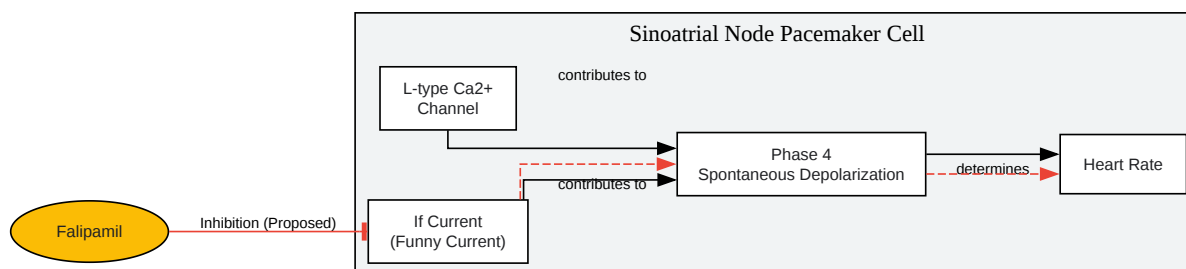 Sinoatrial Node Pacemaker Cell
contributes to
L-type Ca2+
Channel
Phase 4
Spontaneous Depolarization
determines
Heart Rate
contributes to
Falipamil
Inhibition (Proposed)
If Current
(Funny Current)